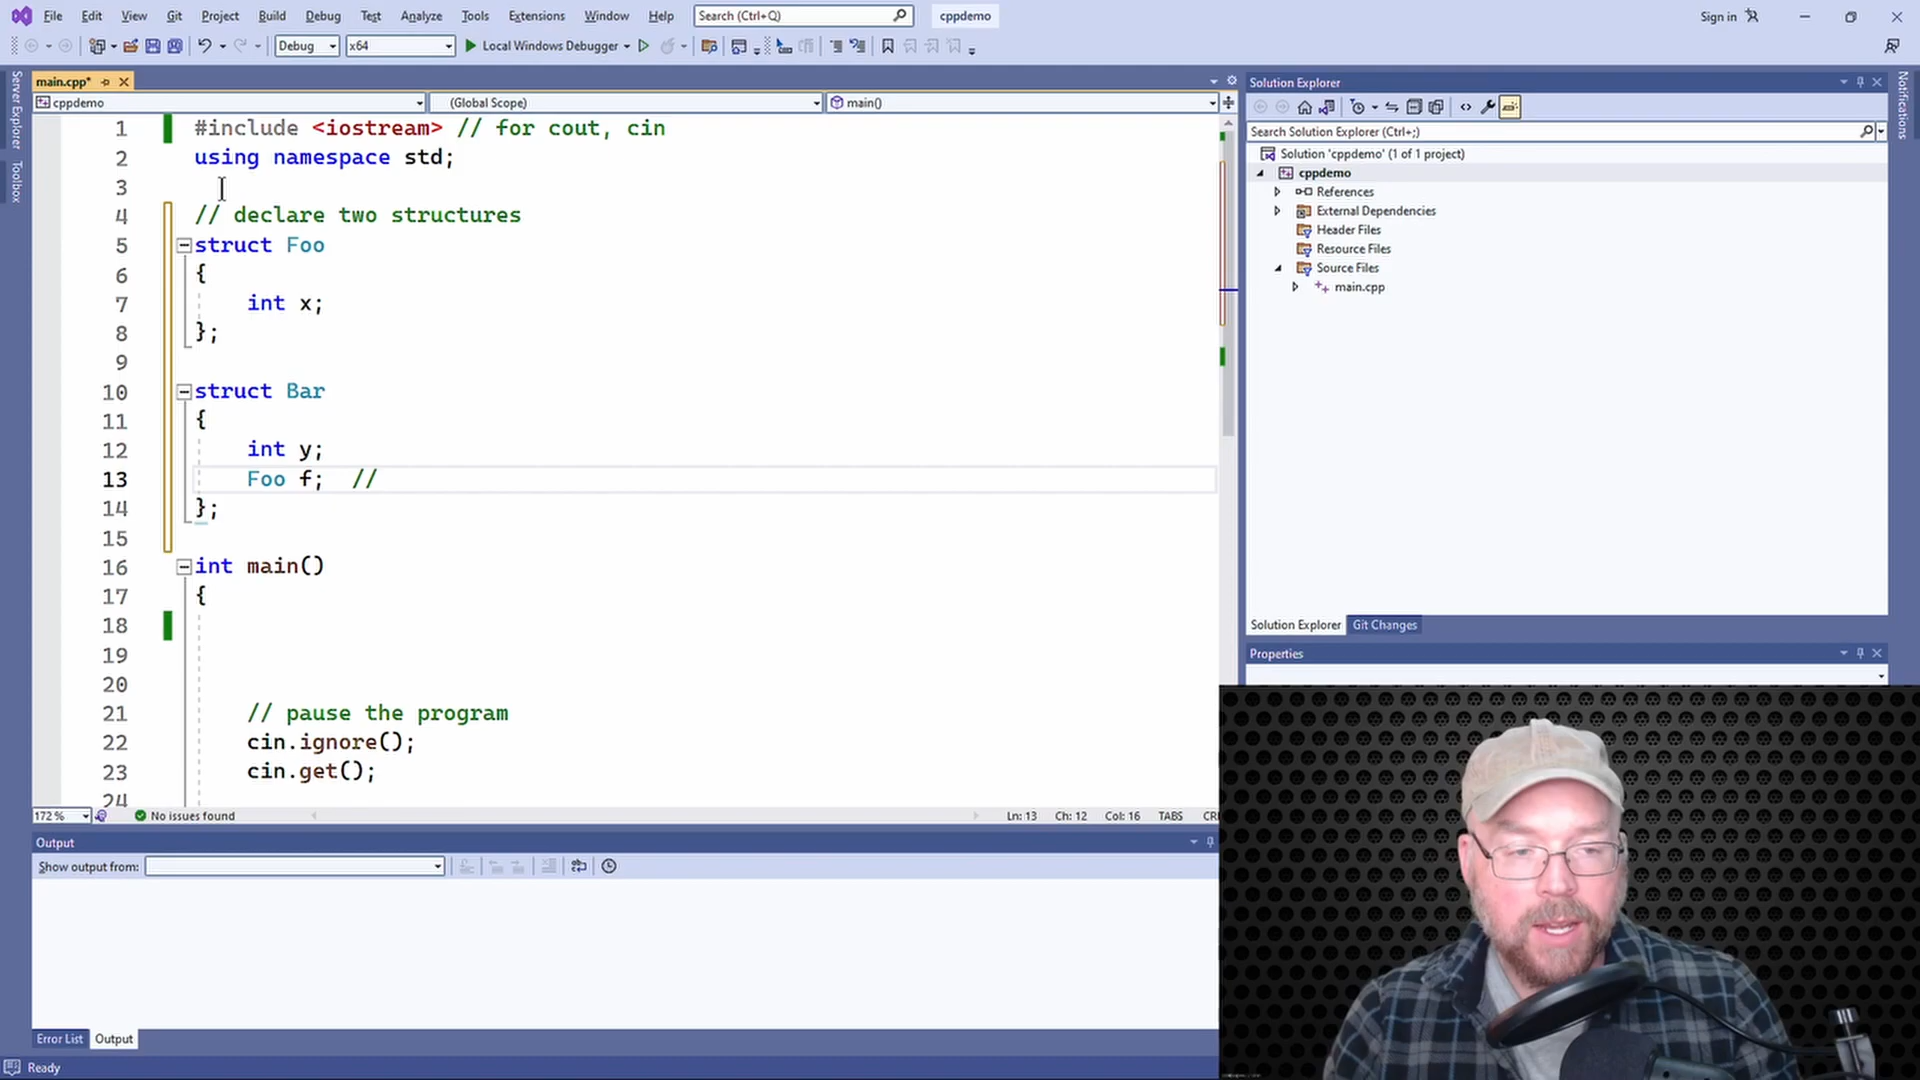 File Edit View Git Project Build Debug Test Analyze Tools Extensions Window Help Search (Ctrl+Q) cppdemo Sign in
Debug x64 Local Windows Debugger
Server Explorer
Toolbox
main.cpp*
cppdemo (Global Scope) main()
1 #include <iostream> // for cout, cin
2 using namespace std;
3
4 // declare two structures
5 struct Foo
6 {
7 int x;
8 };
9
10 struct Bar
11 {
12 int y;
13 Foo f; //
14 };
15
16 int main()
17 {
18
19
20
21 // pause the program
22 cin.ignore();
23 cin.get();
24
172 % No issues found Ln: 13 Ch: 12 Col: 16 TABS
Output
Show output from:
Error List Output
Ready
Solution Explorer
Search Solution Explorer (Ctrl+;)
Solution 'cppdemo' (1 of 1 project)
cppdemo
References
External Dependencies
Header Files
Resource Files
Source Files
main.cpp
Solution Explorer Git Changes
Properties
Notifications